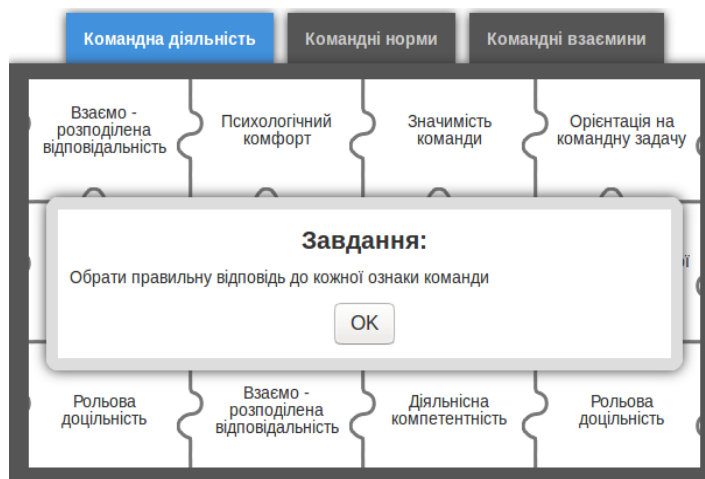 Командна діяльність
Командні норми
Командні взаємини
Взаємо -
розподілена
відповідальність
Психологічний
комфорт
Значимість
команди
Орієнтація на
командну задачу
Завдання:
Обрати правильну відповідь до кожної ознаки команди
OK
Рольова
доцільність
Взаємо -
розподілена
відповідальність
Діяльнісна
компетентність
Рольова
доцільність